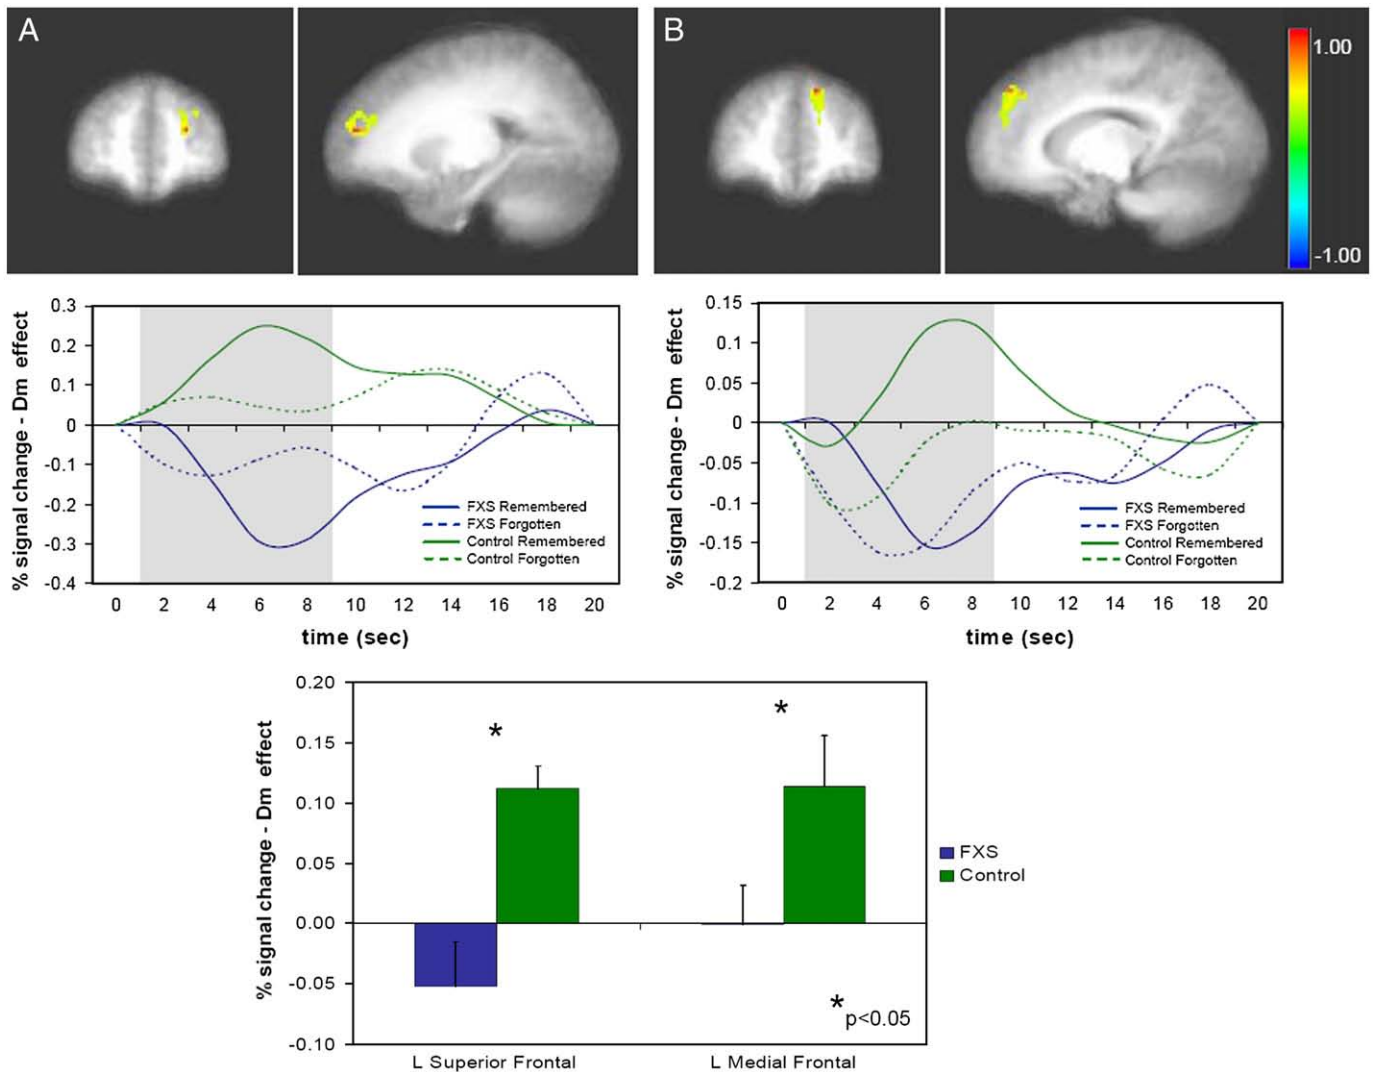 A
B
1.00
-1.00
% signal change - Dm effect
0.3
0.2
0.1
0
-0.1
-0.2
-0.3
-0.4
FXS Remembered
FXS Forgotten
Control Remembered
Control Forgotten
0 2 4 6 8 10 12 14 16 18 20
time (sec)
% signal change - Dm effect
0.15
0.1
0.05
0
-0.05
-0.1
-0.15
-0.2
FXS Remembered
FXS Forgotten
Control Remembered
Control Forgotten
0 2 4 6 8 10 12 14 16 18 20
time (sec)
% signal change - Dm effect
0.20
0.15
0.10
0.05
0.00
-0.05
-0.10
*
*
* p<0.05
FXS
Control
L Superior Frontal
L Medial Frontal